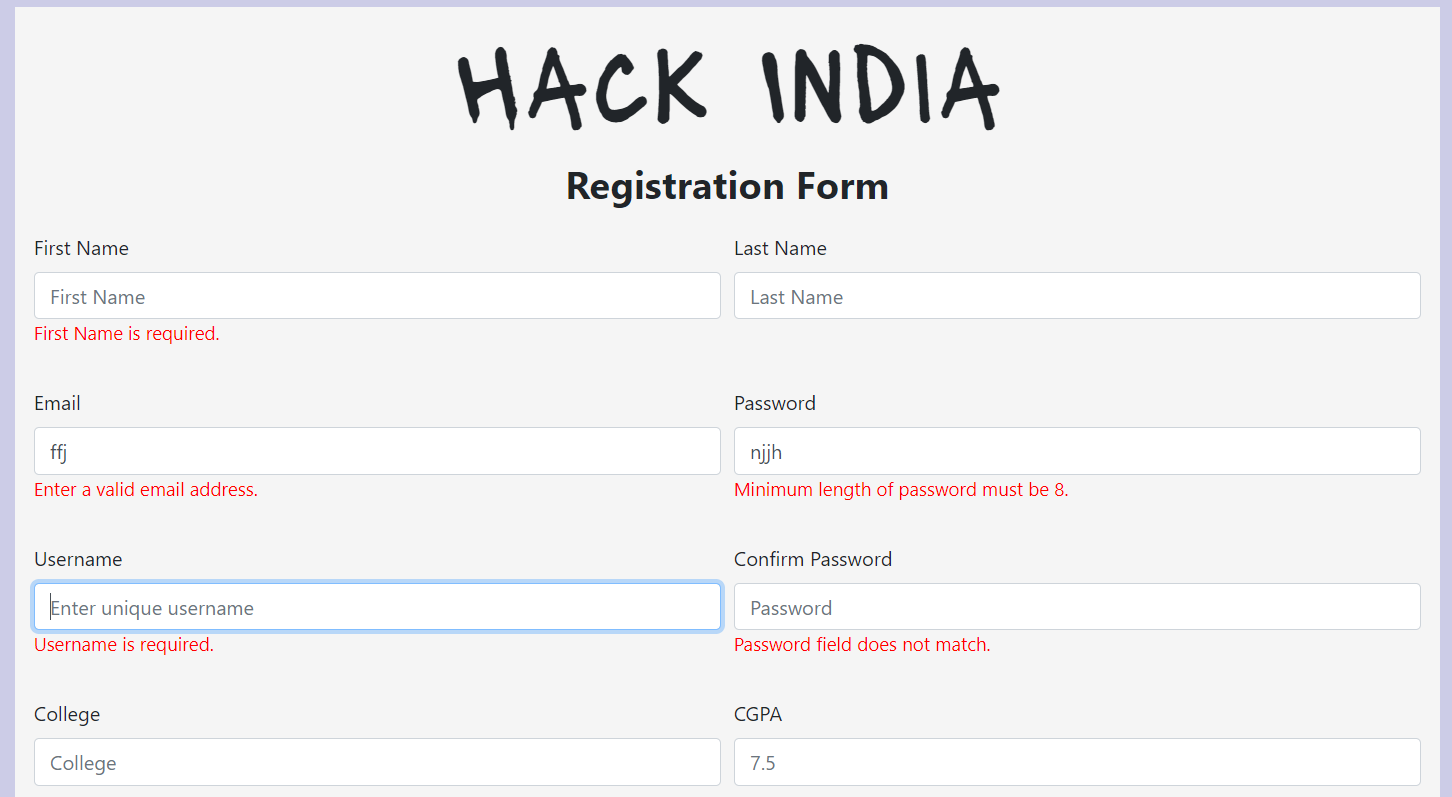 HACK INDIA
Registration Form
First Name
Last Name
First Name
Last Name
First Name is required.
Email
Password
ffj
njjh
Enter a valid email address.
Minimum length of password must be 8.
Username
Confirm Password
Enter unique username
Password
Username is required.
Password field does not match.
College
CGPA
College
7.5